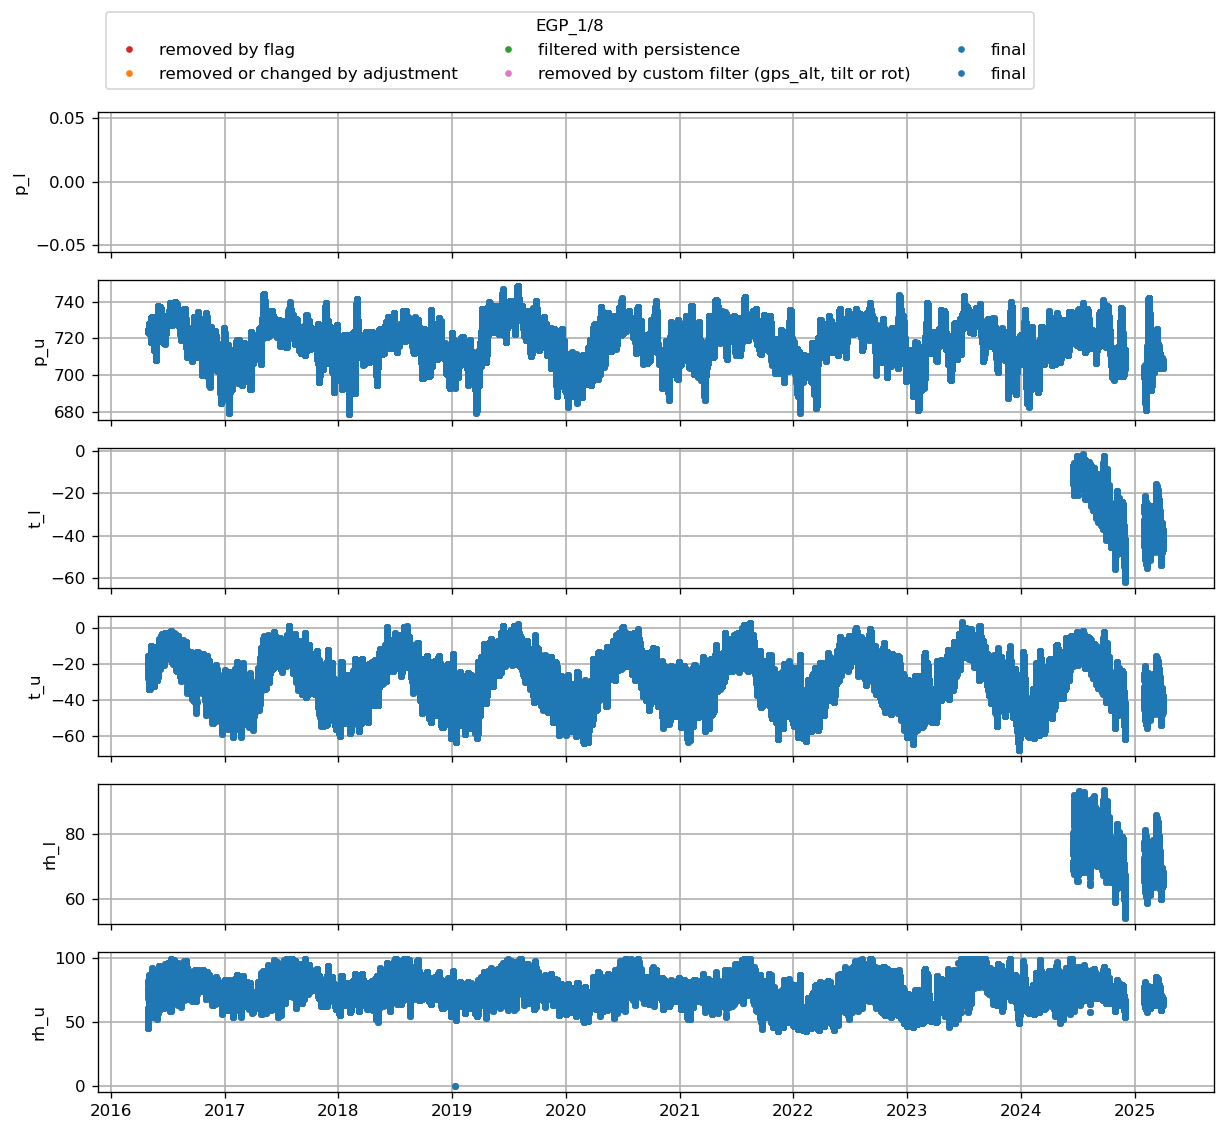 EGP_1/8
removed by flag
filtered with persistence
final
removed or changed by adjustment
removed by custom filter (gps_alt, tilt or rot)
final
0.05
0.00
−0.05
p_l
740
720
700
680
p_u
0
−20
−40
−60
t_l
0
−20
−40
−60
t_u
80
60
rh_l
100
50
0
rh_u
2016 2017 2018 2019 2020 2021 2022 2023 2024 2025